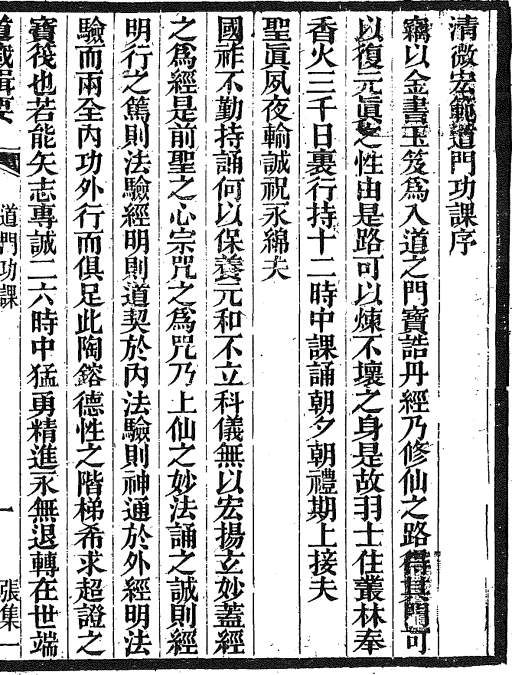 清微宏範道門功課序
竊以金書玉笈爲入道之門寶誥丹經乃修仙之路得其門可
以復元眞之性由是路可以煉不壞之身是故羽士住叢林奉
香火三千日裏行持十二時中課誦朝夕朝禮期上接夫
聖眞夙夜輸誠祝永綿夫
國祚不勤持誦何以保養元和不立科儀無以宏揚玄妙蓋經
之爲經是前聖之心宗咒之爲咒乃上仙之妙法誦之誠則經
明行之篤則法驗經明則道契於內法驗則神通於外經明法
驗而兩全內功外行而俱足此陶鎔德性之階梯希求超證之
寶筏也若能矢志專誠二六時中猛勇精進永無退轉在世端
道藏輯要
道門功課
一
張集一